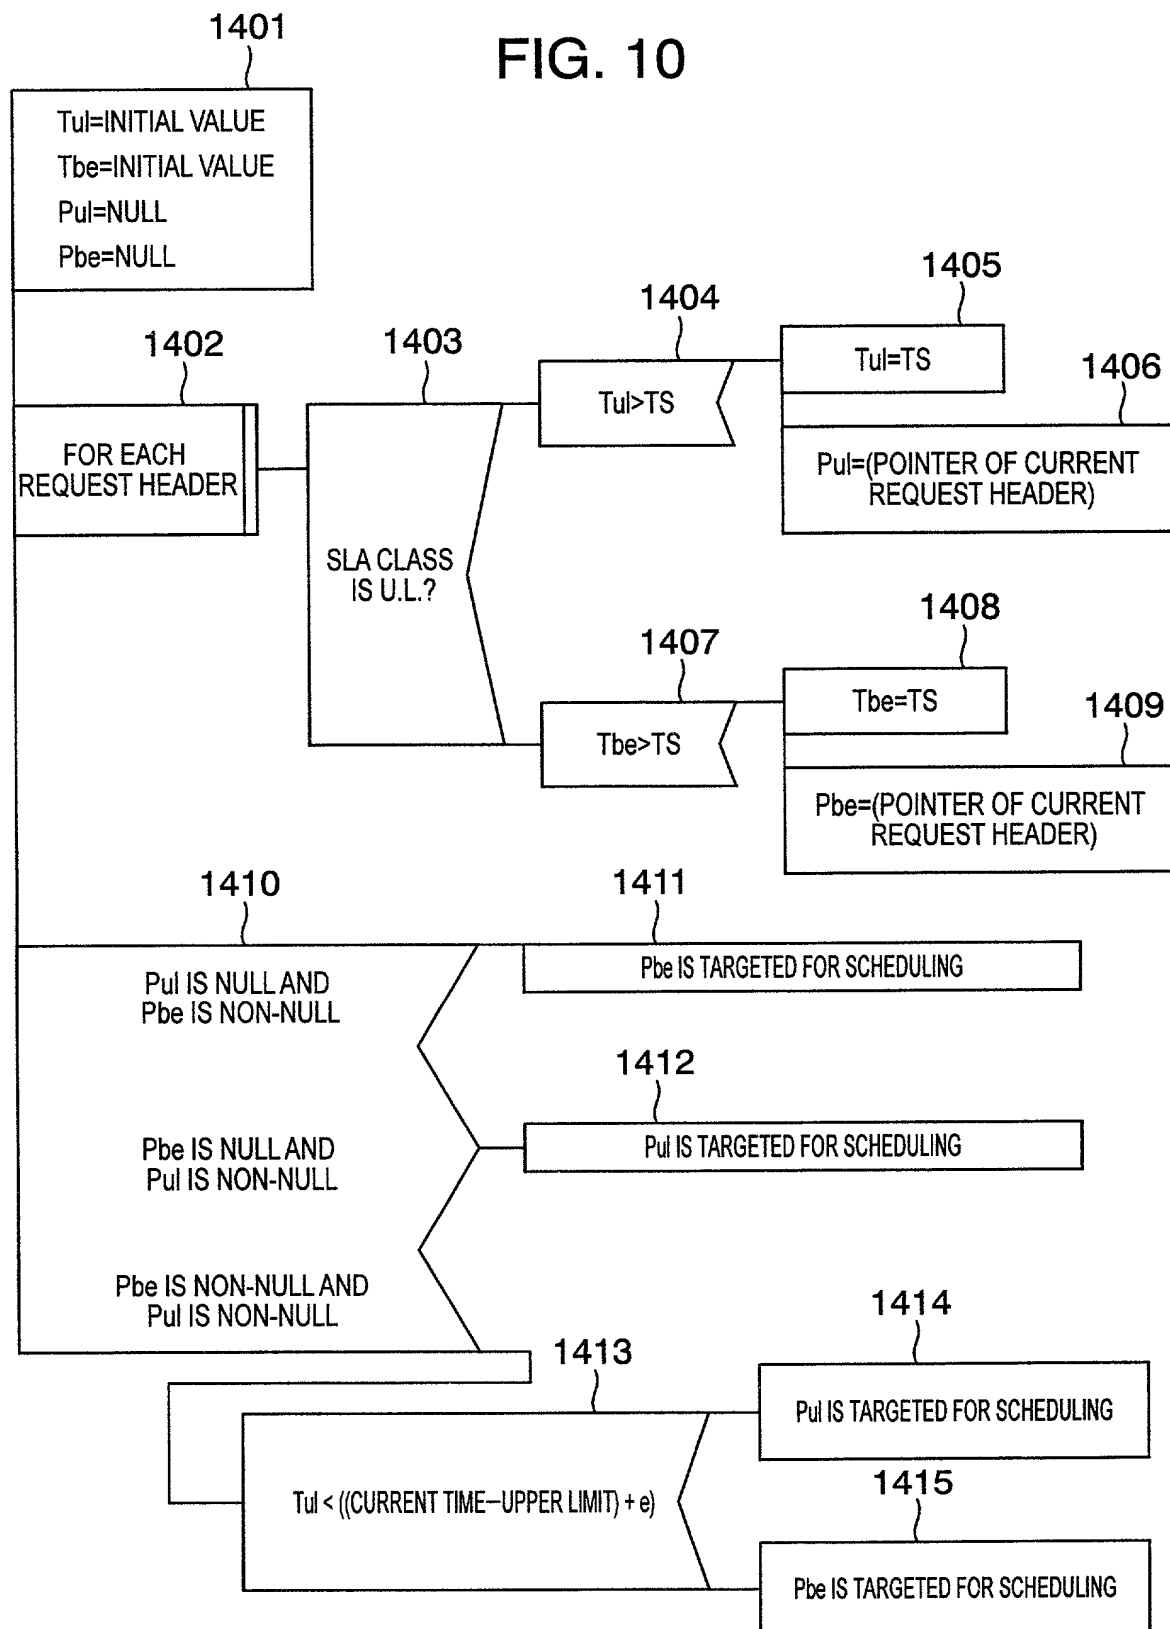 FIG. 10
1401
Tul=INITIAL VALUE
Tbe=INITIAL VALUE
Pul=NULL
Pbe=NULL
1402
FOR EACH
REQUEST HEADER
1403
SLA CLASS
IS U.L.?
1404
Tul>TS
1405
Tul=TS
1406
Pul=(POINTER OF CURRENT
REQUEST HEADER)
1407
Tbe>TS
1408
Tbe=TS
1409
Pbe=(POINTER OF CURRENT
REQUEST HEADER)
1410
Pul IS NULL AND
Pbe IS NON-NULL
1411
Pbe IS TARGETED FOR SCHEDULING
Pbe IS NULL AND
Pul IS NON-NULL
1412
Pul IS TARGETED FOR SCHEDULING
Pbe IS NON-NULL AND
Pul IS NON-NULL
1413
Tul < ((CURRENT TIME–UPPER LIMIT) + e)
1414
Pul IS TARGETED FOR SCHEDULING
1415
Pbe IS TARGETED FOR SCHEDULING